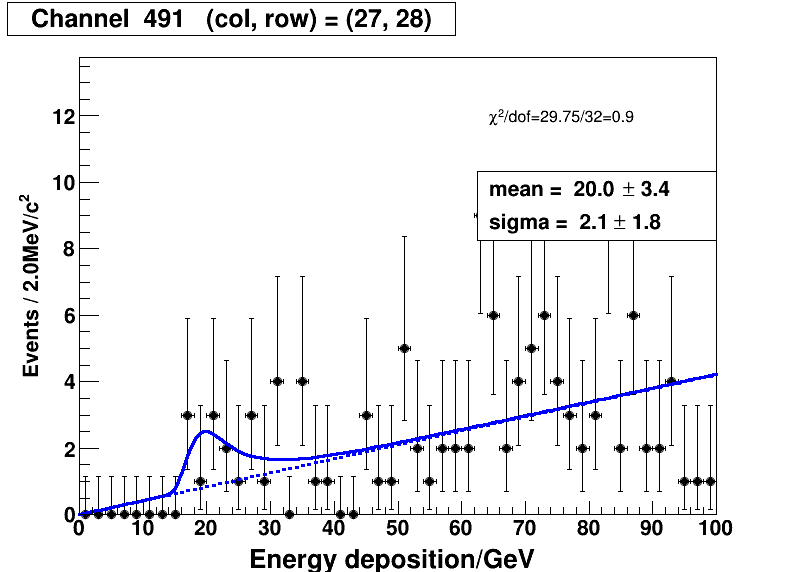 Channel 491 (col, row) = (27, 28)
χ²/dof=29.75/32=0.9
mean = 20.0 ± 3.4
sigma = 2.1 ± 1.8
Events / 2.0MeV/c²
12
10
8
6
4
2
0
0 10 20 30 40 50 60 70 80 90 100
Energy deposition/GeV